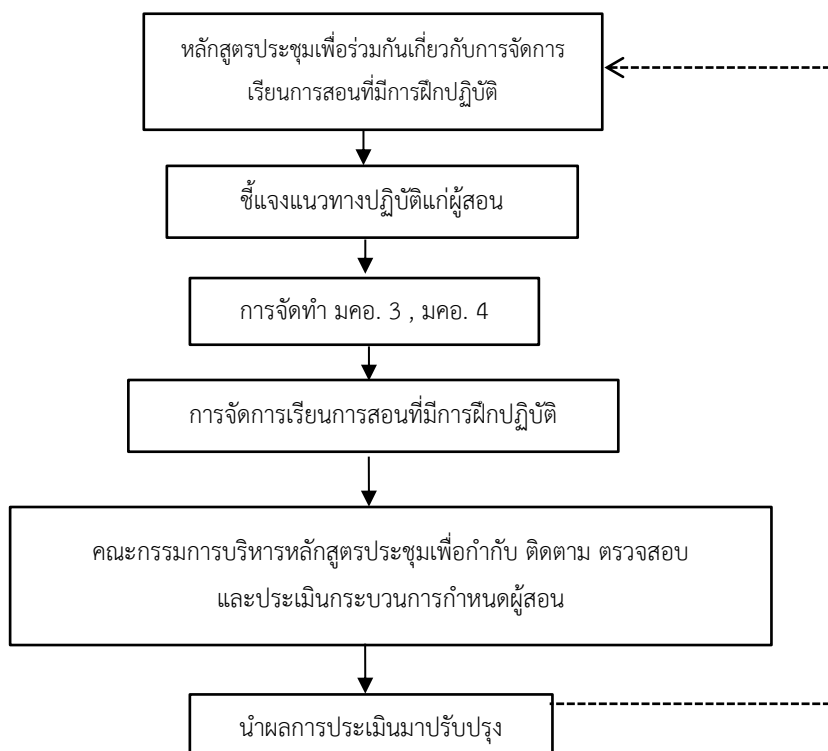 หลักสูตรประชุมเพื่อร่วมกันเกี่ยวกับการจัดการ
เรียนการสอนที่มีการฝึกปฏิบัติ
ชี้แจงแนวทางปฏิบัติแก่ผู้สอน
การจัดทำ มคอ. 3 , มคอ. 4
การจัดการเรียนการสอนที่มีการฝึกปฏิบัติ
คณะกรรมการบริหารหลักสูตรประชุมเพื่อกำกับ ติดตาม ตรวจสอบ
และประเมินกระบวนการกำหนดผู้สอน
นำผลการประเมินมาปรับปรุง